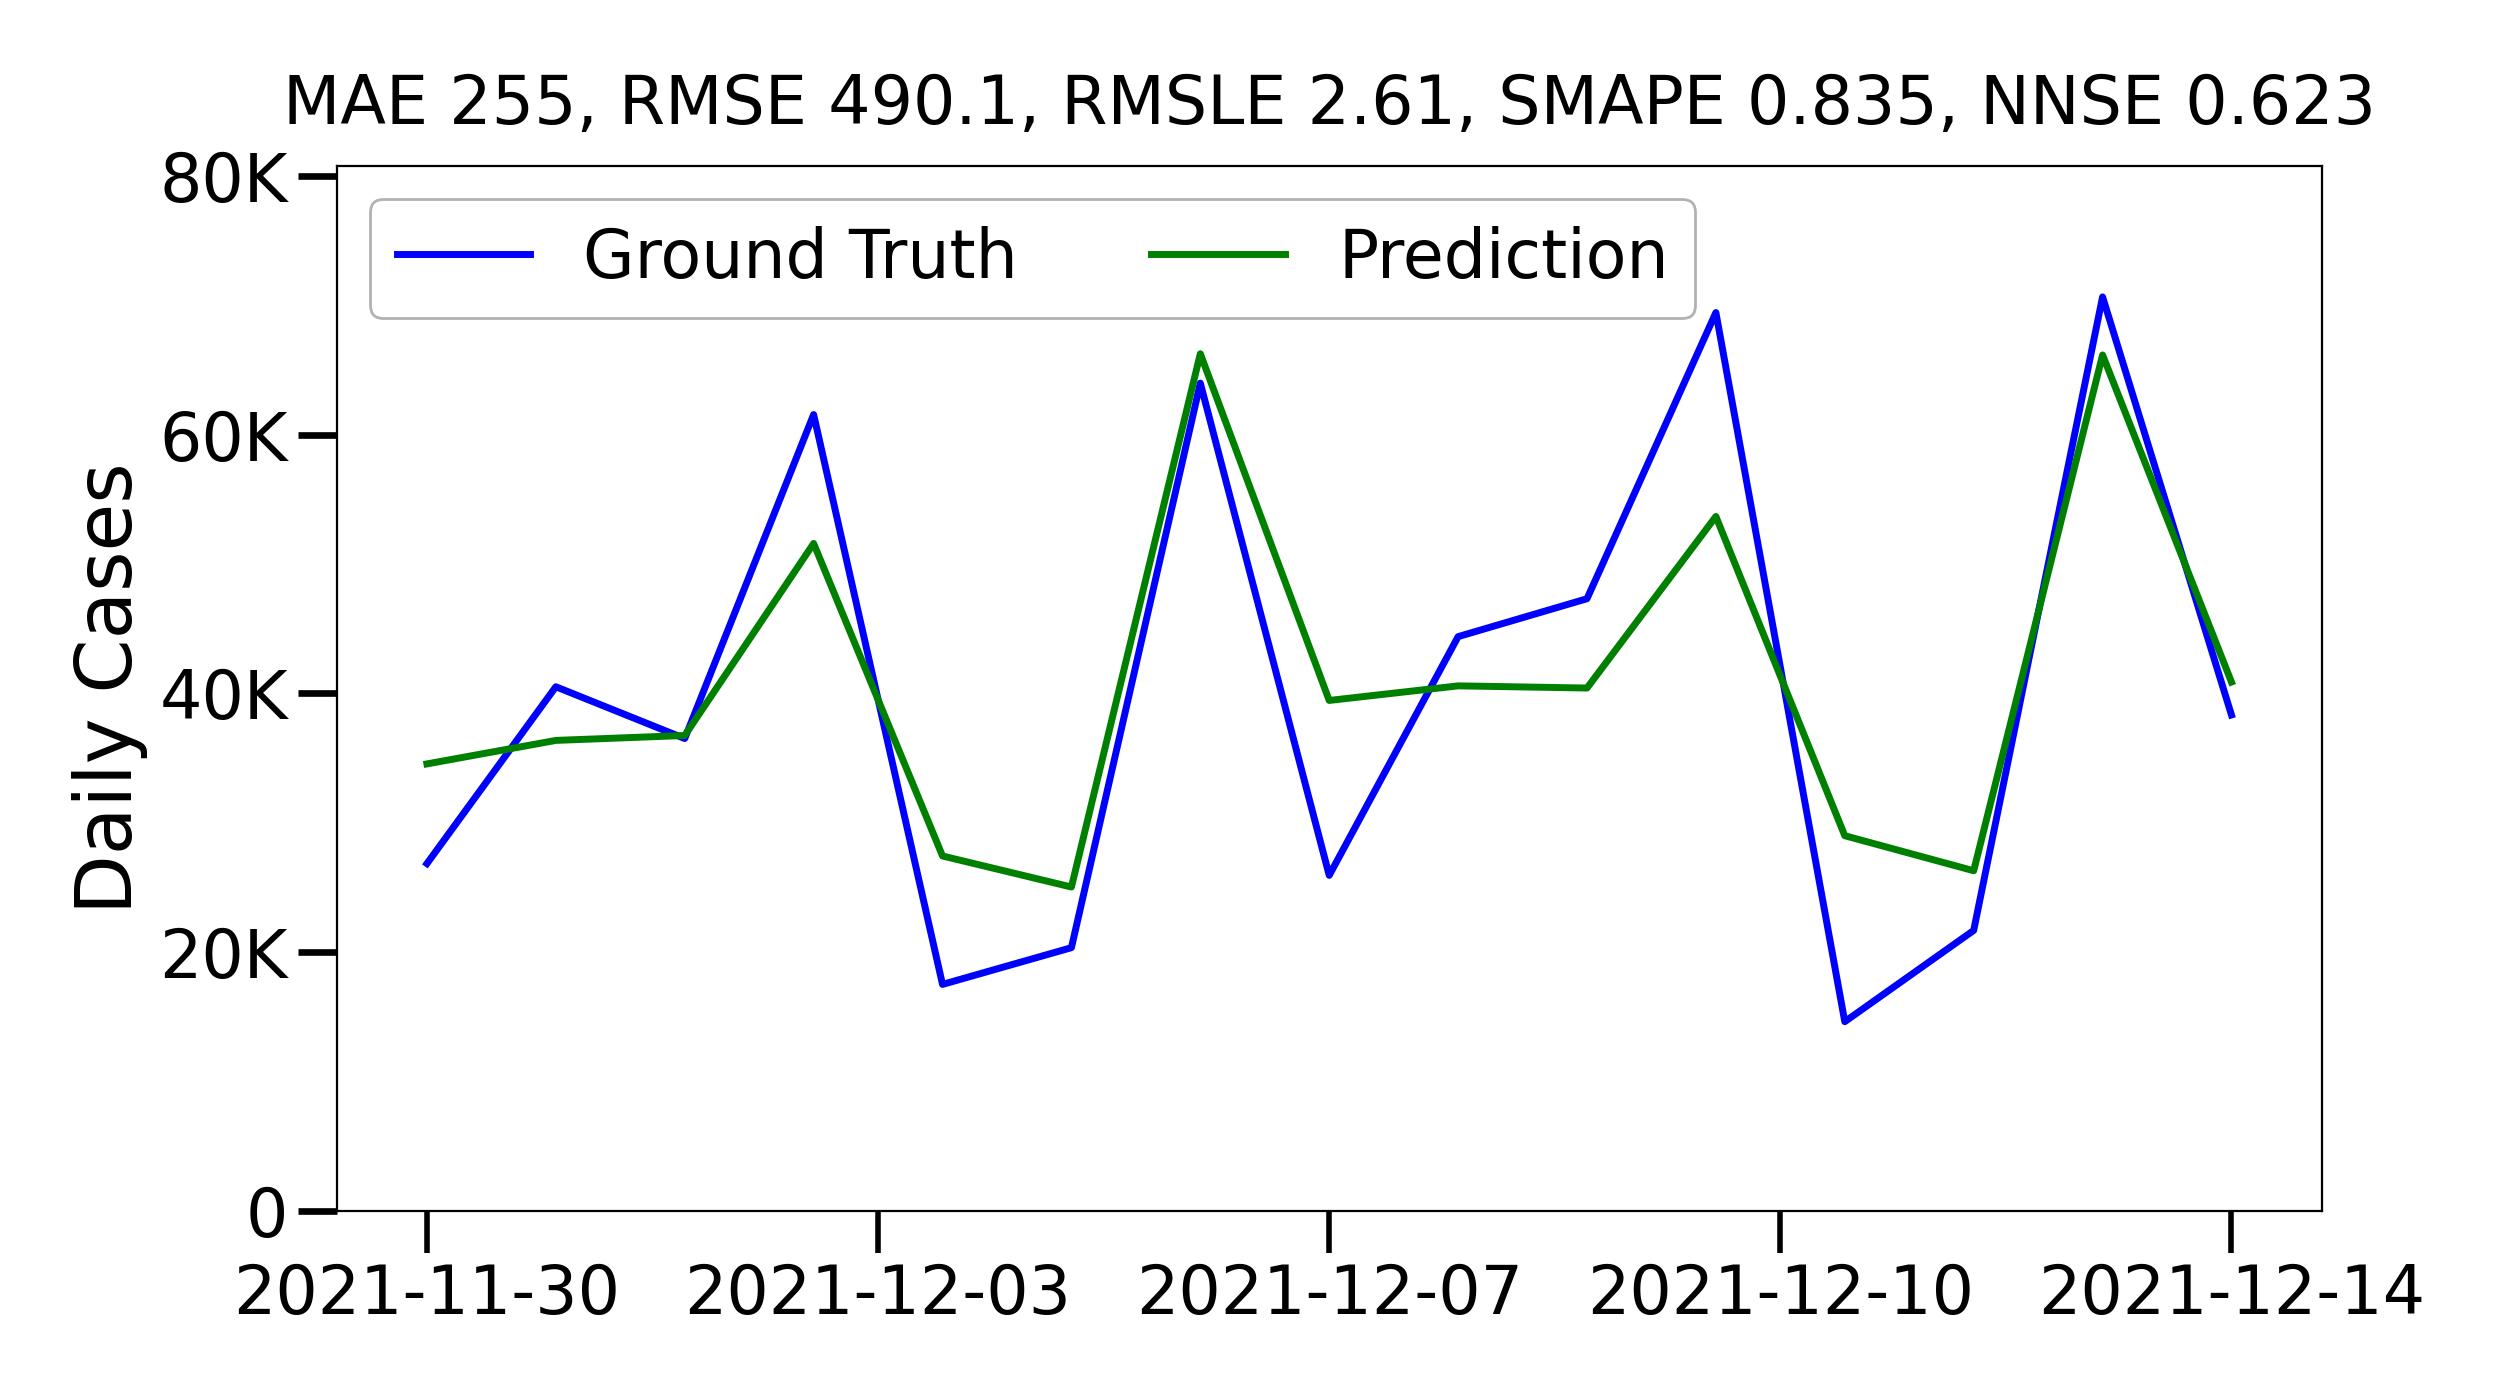 MAE 255, RMSE 490.1, RMSLE 2.61, SMAPE 0.835, NNSE 0.623
80K
Ground Truth
Prediction
60K
Daily Cases
40K
20K
0
2021-11-30
2021-12-03
2021-12-07
2021-12-10
2021-12-14